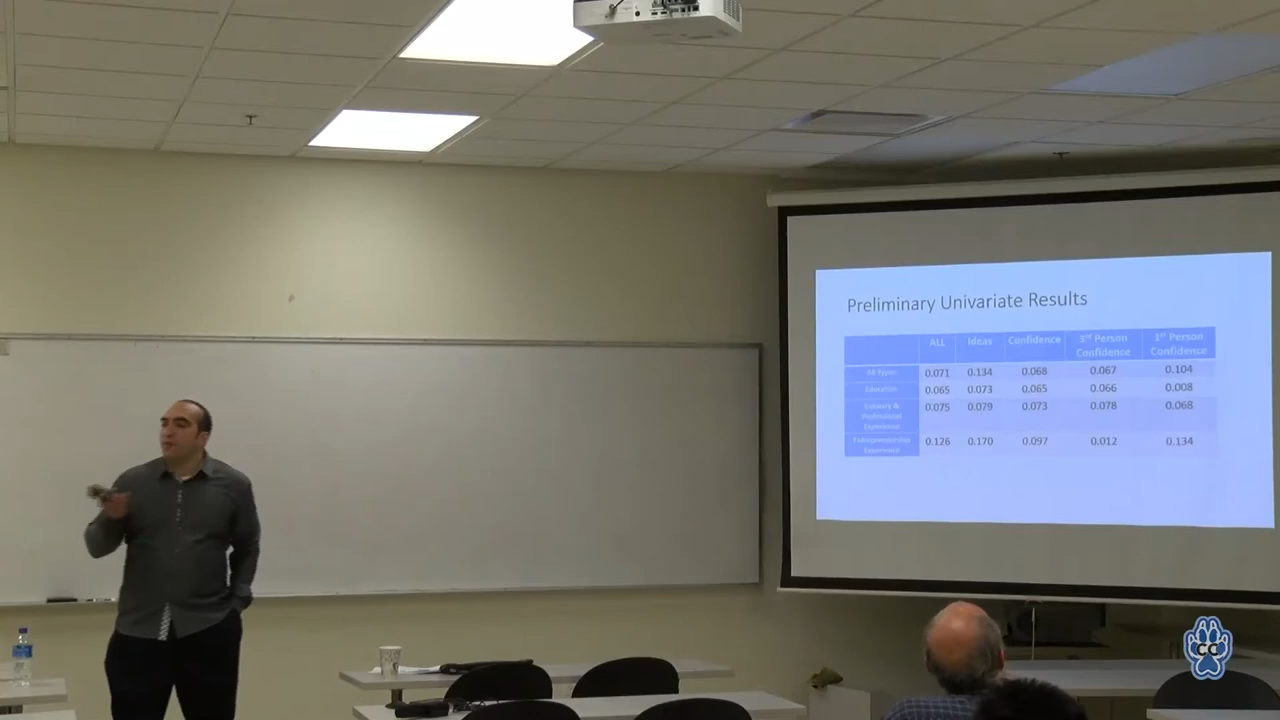 Preliminary Univariate Results
ALL Ideas Confidence 3rd Person Confidence 1st Person Confidence
All Types 0.071 0.134 0.068 0.067 0.104
Education 0.065 0.073 0.065 0.066 0.008
Industry & Professional Experience 0.075 0.079 0.073 0.078 0.068
Entrepreneurship Experience 0.126 0.170 0.097 0.012 0.134
CC